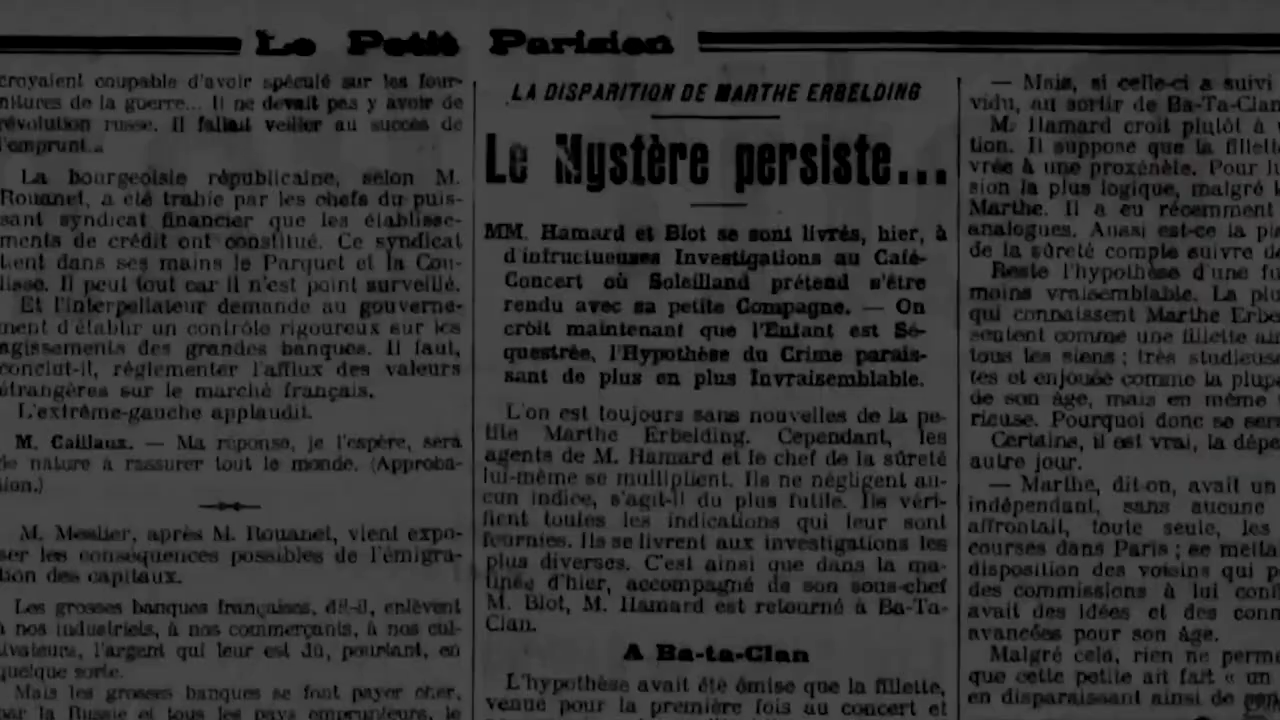 Le Petit Parisien
croyaient coupable d'avoir spéculé sur les four-
nitures de la guerre... Il ne devait pas y avoir de
révolution russe. Il fallait veiller au succès de
l'emprunt...
La bourgeoisie républicaine, selon M.
Rouanet, a été trahie par les chefs du puis-
sant syndicat financier que les établisse-
ments de crédit ont constitué. Ce syndicat
tient dans ses mains le Parquet et la Cou-
lisse. Il peut tout car il n'est point surveillé.
Et l'interpellateur demande au gouverne-
ment d'établir un contrôle rigoureux sur les
agissements des grandes banques. Il faut,
conclut-il, réglementer l'afflux des valeurs
étrangères sur le marché français.
L'extrême-gauche applaudit.
M. Caillaux. — Ma réponse, je l'espère, sera
de nature à rassurer tout le monde. (Approba-
tion.)
M. Meslier, après M. Rouanet, vient expo-
ser les conséquences possibles de l'émigra-
tion des capitaux.
Les grosses banques françaises, dit-il, enlèvent
à nos industriels, à nos commerçants, à nos cul-
tivateurs, l'argent qui leur est dû, pourtant, en
quelque sorte.
Mais les grosses banques se font payer cher,
par la Russie et tous les pays emprunteurs, le
LA DISPARITION DE MARTHE ERBELDING
Le Mystère persiste...
MM. Hamard et Blot se sont livrés, hier, à
d'infructueuses Investigations au Café-
Concert où Soleilland prétend s'être
rendu avec sa petite Compagne. — On
croit maintenant que l'Enfant est Sé-
questrée, l'Hypothèse du Crime parais-
sant de plus en plus Invraisemblable.
L'on est toujours sans nouvelles de la pe-
tite Marthe Erbelding. Cependant, les
agents de M. Hamard et le chef de la sûreté
lui-même se multiplient. Ils ne négligent au-
cun indice, s'agit-il du plus futile. Ils véri-
fient toutes les indications qui leur sont
fournies. Ils se livrent aux investigations les
plus diverses. C'est ainsi que dans la ma-
tinée d'hier, accompagné de son sous-chef
M. Blot, M. Hamard est retourné à Ba-Ta-
Clan.
A Ba-ta-Clan
L'hypothèse avait été émise que la fillette,
venue pour la première fois au concert et
— Mais, si celle-ci a suivi
vidu, au sortir de Ba-Ta-Clan
M. Hamard croit plutôt à
tion. Il suppose que la fillette
vrée à une proxénète. Pour lu
sion la plus logique, malgré
Marthe. Il a eu récemment
analogues. Aussi est-ce la pi
de la sûreté compte suivre de
Reste l'hypothèse d'une fu
moins vraisemblable. La plu
qui connaissent Marthe Erbe
sentent comme une fillette ai
tous les siens ; très studieuse
tes et enjouée comme la plup
de son âge, mais en même
rieuse. Pourquoi donc se ser
Certains, il est vrai, la dépe
autre jour.
— Marthe, dit-on, avait un
indépendant, sans aucune
affrontait, toute seule, les
courses dans Paris ; se metta
disposition des voisins qui p
des commissions à lui conf
avait des idées et des conn
avancées pour son âge.
Malgré cela, rien ne perme
que cette petite ait fait « un
en disparaissant ainsi de